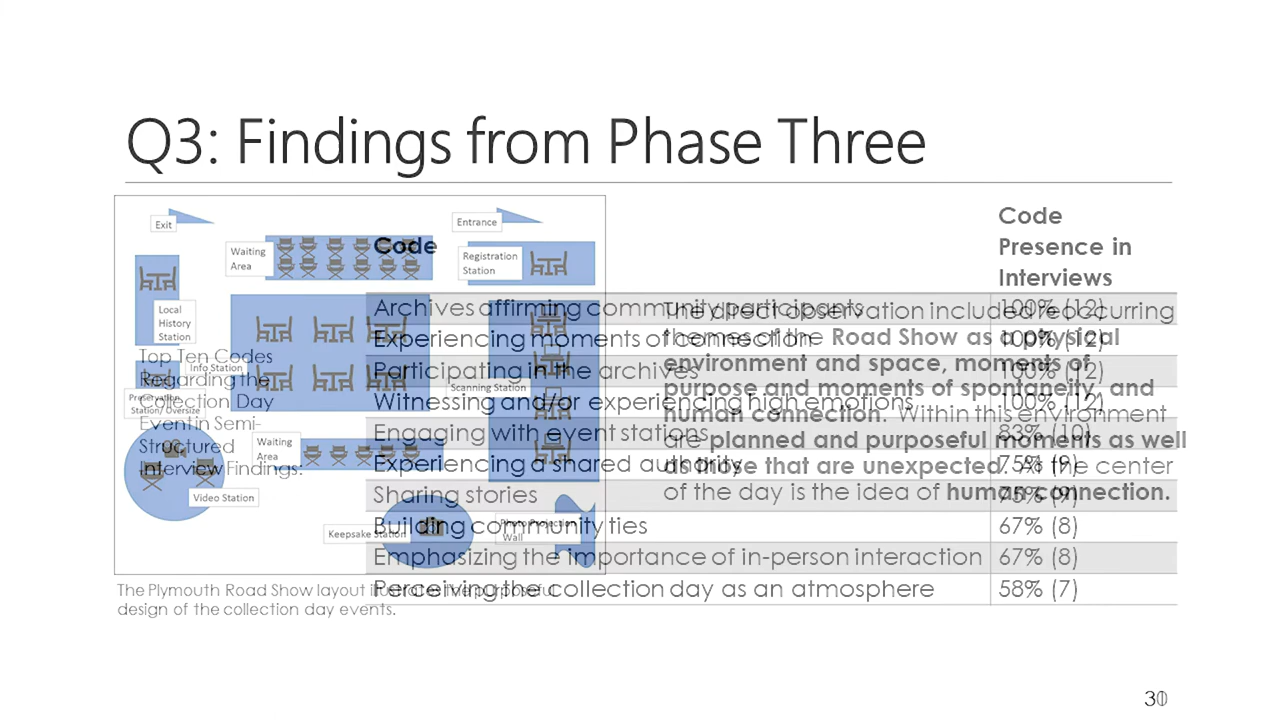 Q3: Findings from Phase Three
Exit
Entrance
Waiting
Area
Registration
Station
Local
History
Station
Info Station
Preservation
Station/ Oversize
Scanning Station
Waiting
Area
Video Station
Keepsake Station
Photo Projection
Wall
The Plymouth Road Show layout illustrates the purposeful
design of the collection day events.
The direct observation included reoccurring
themes of the Road Show as a physical
environment and space, moments of
purpose and moments of spontaneity, and
human connection. Within this environment
are planned and purposeful moments as well
as those that are unexpected. At the center
of the day is the idea of human connection.
Top Ten Codes
Regarding the
Collection Day
Event in Semi-
Structured
Interview Findings:
Code
Code
Presence in
Interviews
Archives affirming community participants 100% (12)
Experiencing moments of connection 100% (12)
Participating in the archives 100% (12)
Witnessing and/or experiencing high emotions 100% (12)
Engaging with event stations 83% (10)
Experiencing a shared authority 75% (9)
Sharing stories 75% (9)
Building community ties 67% (8)
Emphasizing the importance of in-person interaction 67% (8)
Perceiving the collection day as an atmosphere 58% (7)